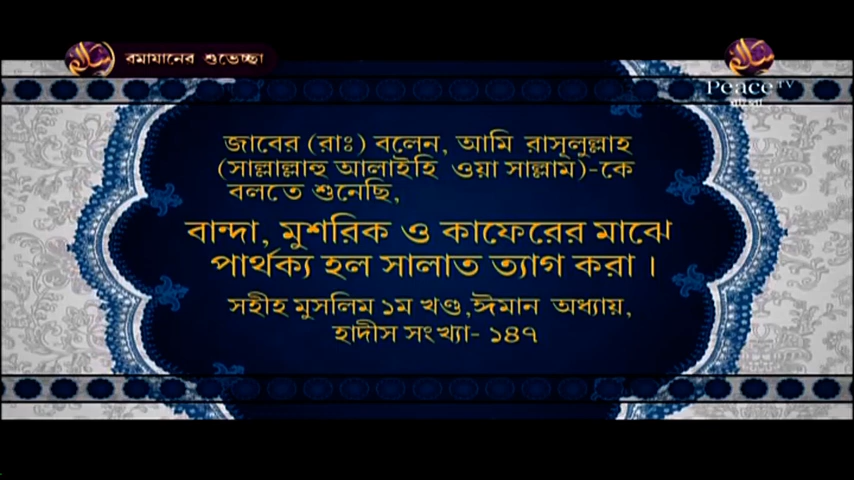 রমাযানের শুভেচ্ছা
Peace TV
বাংলা
জাবের (রাঃ) বলেন, আমি রাসূলুল্লাহ
(সাল্লাল্লাহু আলাইহি ওয়া সাল্লাম)-কে
বলতে শুনেছি,
বান্দা, মুশরিক ও কাফেরের মাঝে
পার্থক্য হল সালাত ত্যাগ করা ।
সহীহ মুসলিম ১ম খণ্ড,ঈমান অধ্যায়,
হাদীস সংখ্যা- ১৪৭